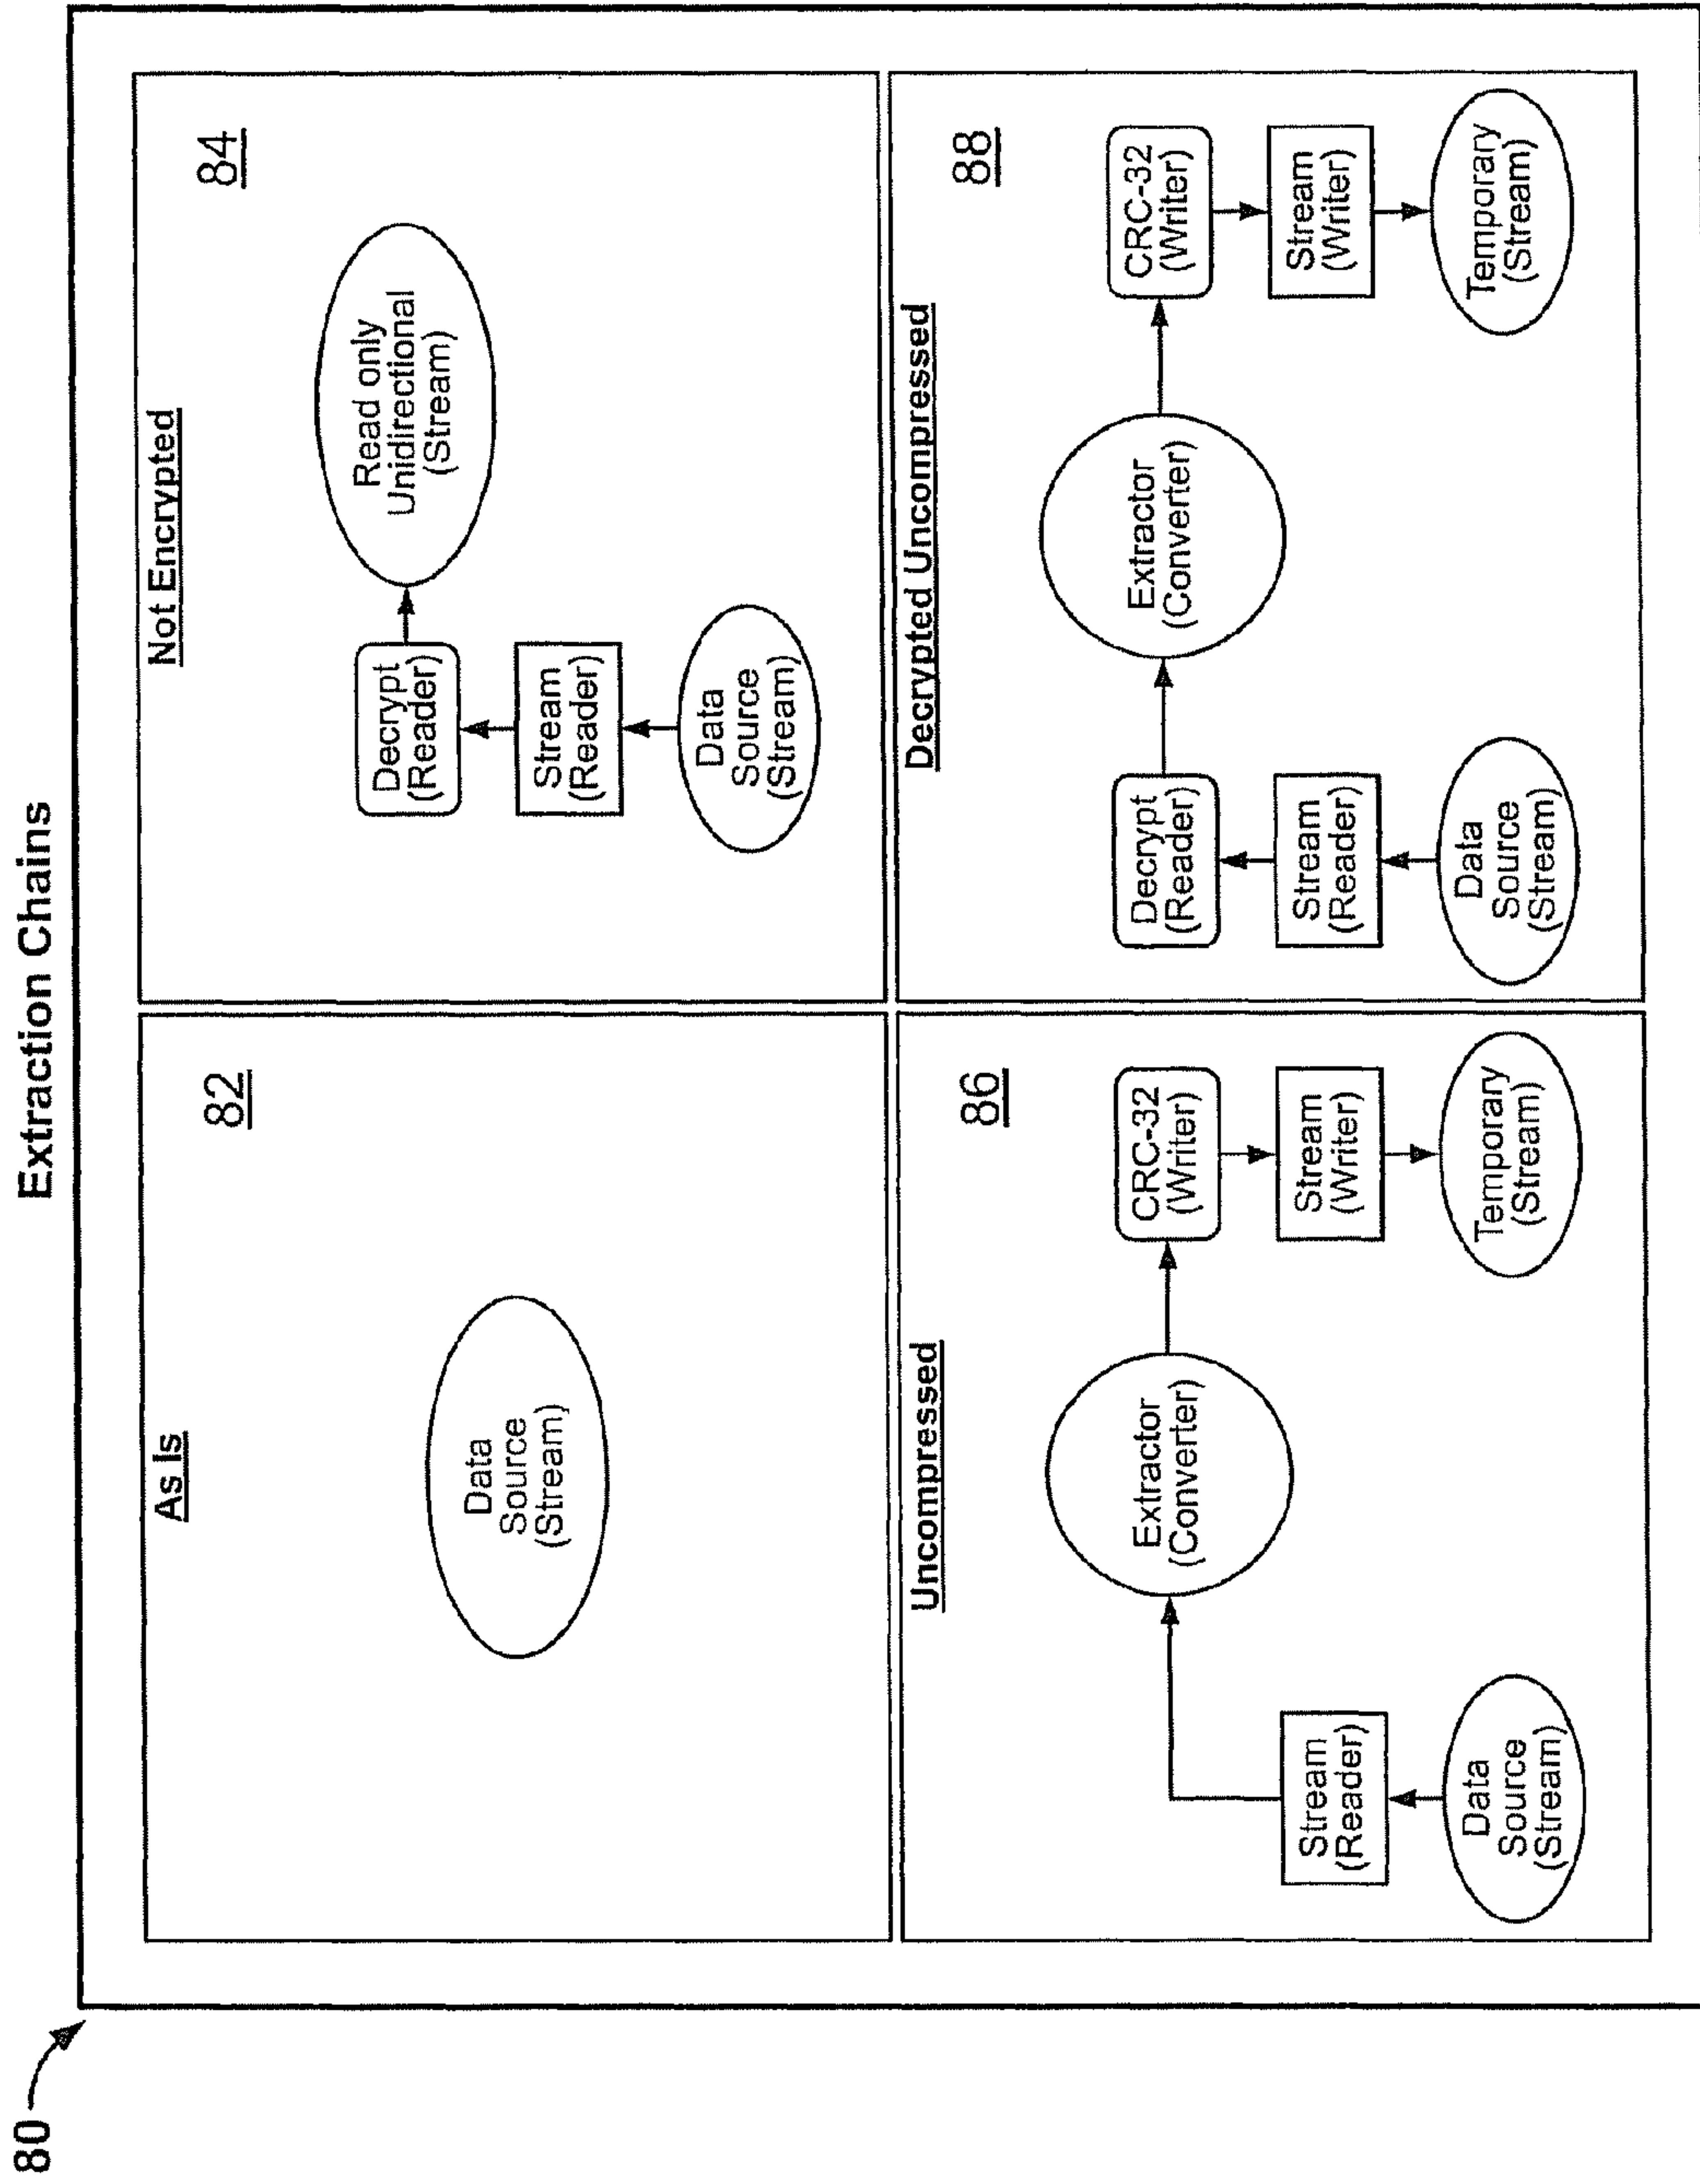 Extraction Chains
80
As Is
82
Data
Source
(Stream)
Not Encrypted
84
Decrypt
(Reader)
Read only
Unidirectional
(Stream)
Stream
(Reader)
Data
Source
(Stream)
Uncompressed
86
Extractor
(Converter)
CRC-32
(Writer)
Stream
(Reader)
Stream
(Writer)
Data
Source
(Stream)
Temporary
(Stream)
Decrypted Uncompressed
88
Decrypt
(Reader)
Extractor
(Converter)
CRC-32
(Writer)
Stream
(Reader)
Stream
(Writer)
Data
Source
(Stream)
Temporary
(Stream)